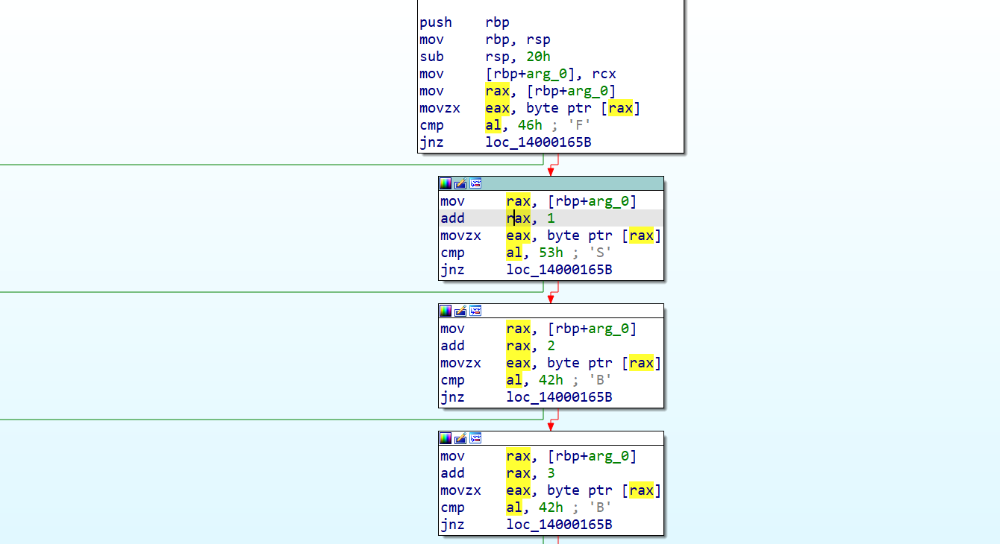 push rbp
mov rbp, rsp
sub rsp, 20h
mov [rbp+arg_0], rcx
mov rax, [rbp+arg_0]
movzx eax, byte ptr [rax]
cmp al, 46h ; 'F'
jnz loc_14000165B
mov rax, [rbp+arg_0]
add rax, 1
movzx eax, byte ptr [rax]
cmp al, 53h ; 'S'
jnz loc_14000165B
mov rax, [rbp+arg_0]
add rax, 2
movzx eax, byte ptr [rax]
cmp al, 42h ; 'B'
jnz loc_14000165B
mov rax, [rbp+arg_0]
add rax, 3
movzx eax, byte ptr [rax]
cmp al, 42h ; 'B'
jnz loc_14000165B